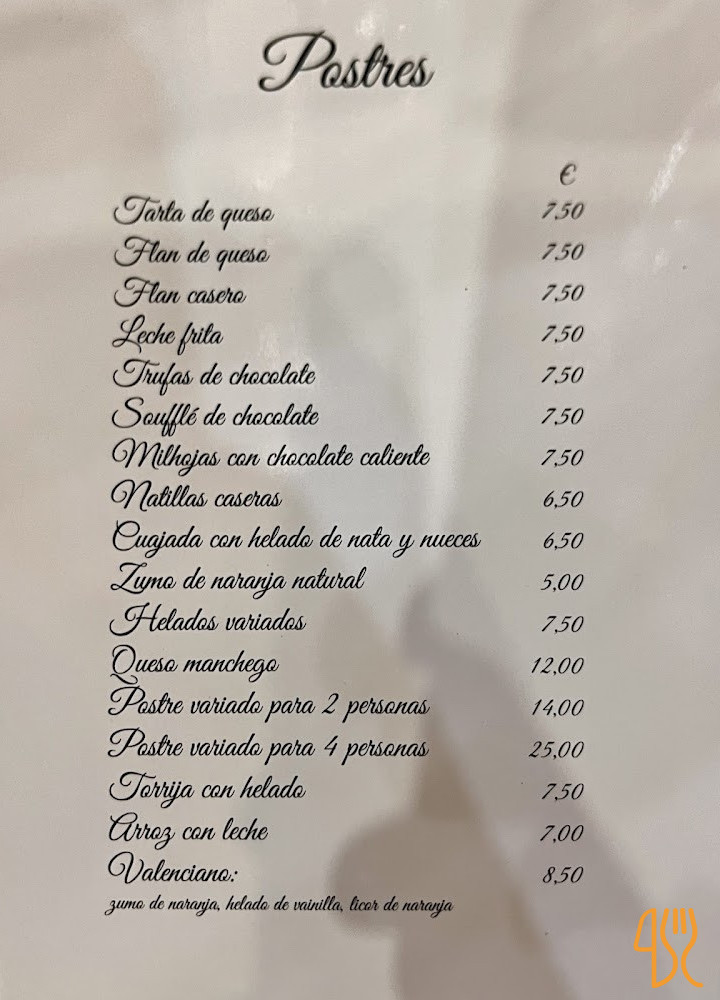 Postres
€
Tarta de queso 7,50
Flan de queso 7,50
Flan casero 7,50
Leche frita 7,50
Trufas de chocolate 7,50
Soufflé de chocolate 7,50
Milhojas con chocolate caliente 7,50
Natillas caseras 6,50
Cuajada con helado de nata y nueces 6,50
Zumo de naranja natural 5,00
Helados variados 7,50
Queso manchego 12,00
Postre variado para 2 personas 14,00
Postre variado para 4 personas 25,00
Torrija con helado 7,50
Arroz con leche 7,00
Valenciano: 8,50
zumo de naranja, helado de vainilla, licor de naranja